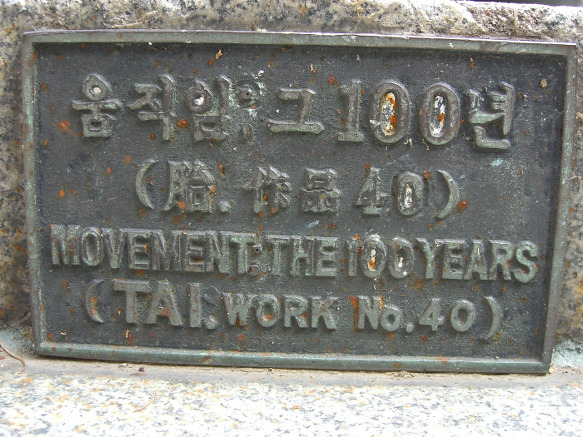 움직임; 그 100년
(胎. 作品 40)
MOVEMENT: THE 100 YEARS
(TAI. WORK No. 40)